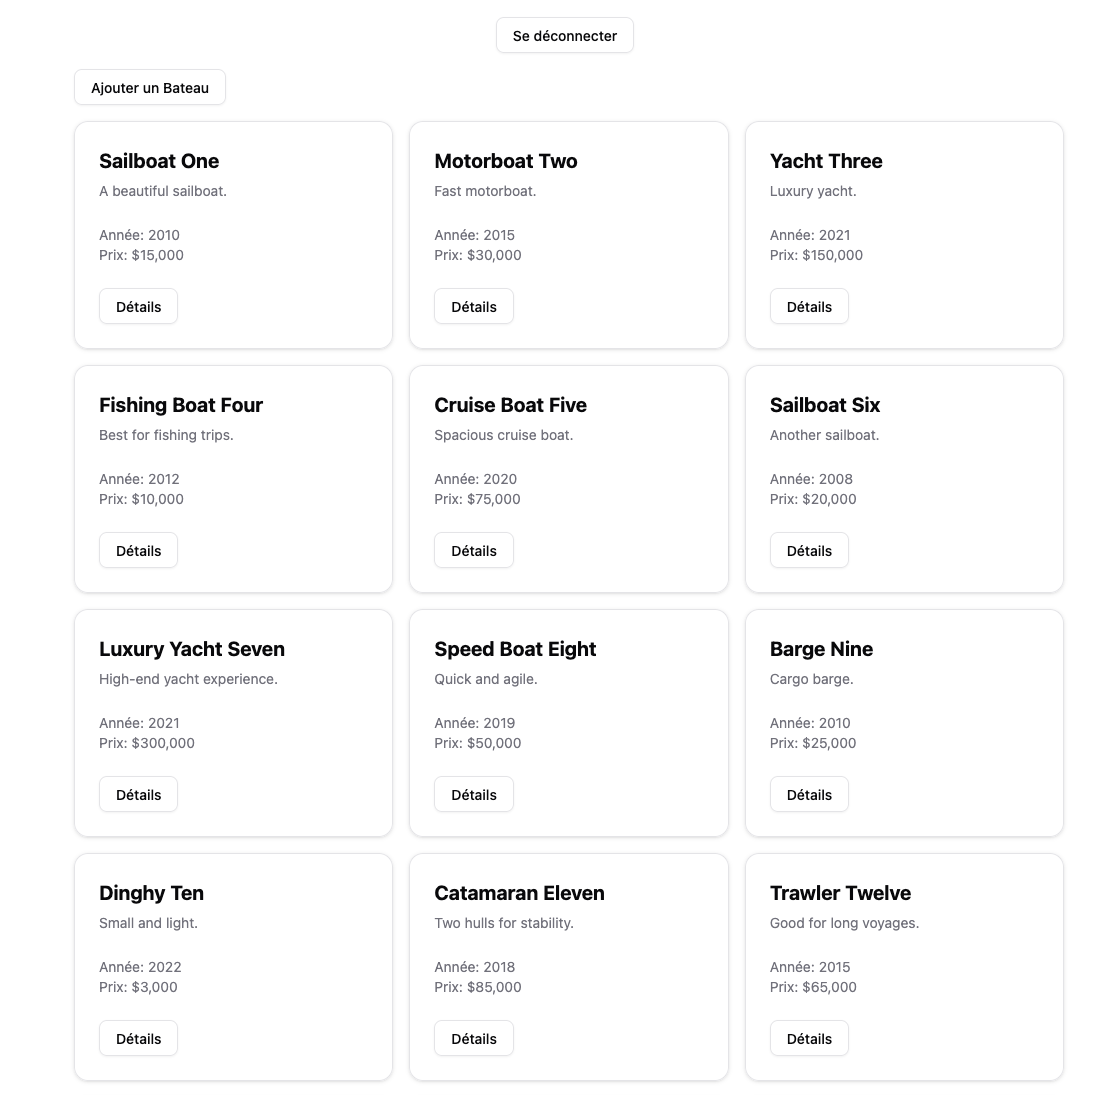 Se déconnecter
Ajouter un Bateau
Sailboat One
A beautiful sailboat.
Année: 2010
Prix: $15,000
Détails
Motorboat Two
Fast motorboat.
Année: 2015
Prix: $30,000
Détails
Yacht Three
Luxury yacht.
Année: 2021
Prix: $150,000
Détails
Fishing Boat Four
Best for fishing trips.
Année: 2012
Prix: $10,000
Détails
Cruise Boat Five
Spacious cruise boat.
Année: 2020
Prix: $75,000
Détails
Sailboat Six
Another sailboat.
Année: 2008
Prix: $20,000
Détails
Luxury Yacht Seven
High-end yacht experience.
Année: 2021
Prix: $300,000
Détails
Speed Boat Eight
Quick and agile.
Année: 2019
Prix: $50,000
Détails
Barge Nine
Cargo barge.
Année: 2010
Prix: $25,000
Détails
Dinghy Ten
Small and light.
Année: 2022
Prix: $3,000
Détails
Catamaran Eleven
Two hulls for stability.
Année: 2018
Prix: $85,000
Détails
Trawler Twelve
Good for long voyages.
Année: 2015
Prix: $65,000
Détails